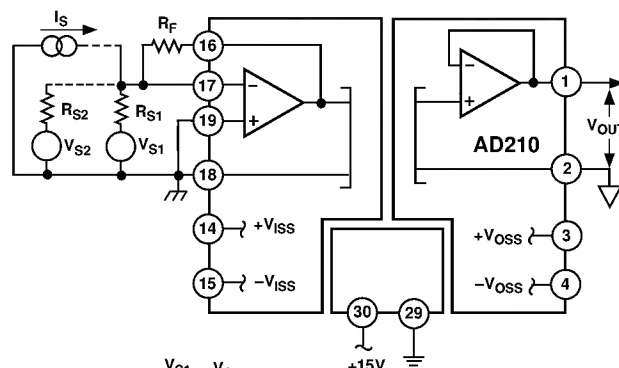 I_S
R_F
16
17
19
18
14
15
R_S2
R_S1
V_S2
V_S1
+V_ISS
–V_ISS
1
2
3
4
V_OUT
AD210
+V_OSS
–V_OSS
30
29
+15V
V_S1